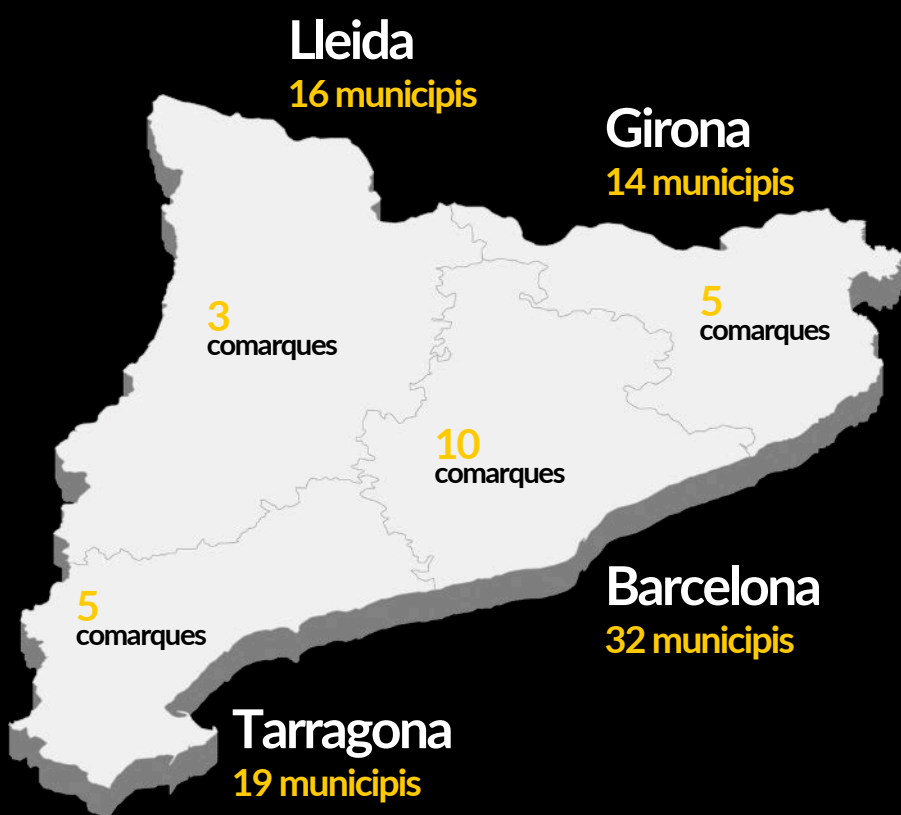 Lleida
16 municipis
Girona
14 municipis
3
comarques
5
comarques
10
comarques
Barcelona
32 municipis
5
comarques
Tarragona
19 municipis